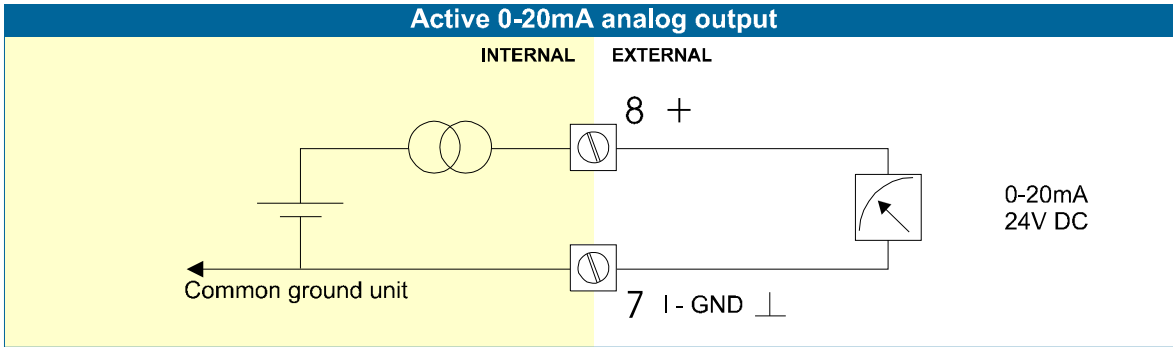 Active 0-20mA analog output
INTERNAL EXTERNAL
8 +
0-20mA
24V DC
Common ground unit
7 I - GND ⊥